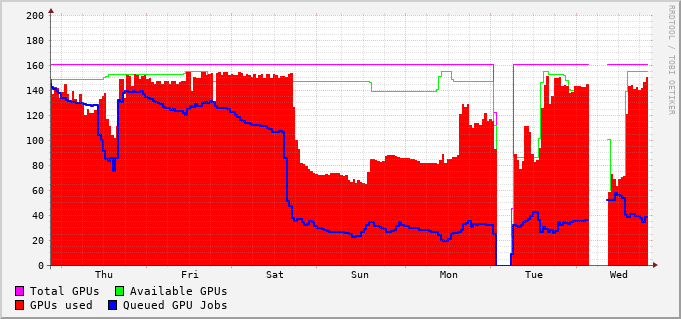 200
180
160
140
120
100
80
60
40
20
0
Thu Fri Sat Sun Mon Tue Wed
Total GPUs Available GPUs
GPUs used Queued GPU Jobs
RRDTOOL / TOBI OETIKER